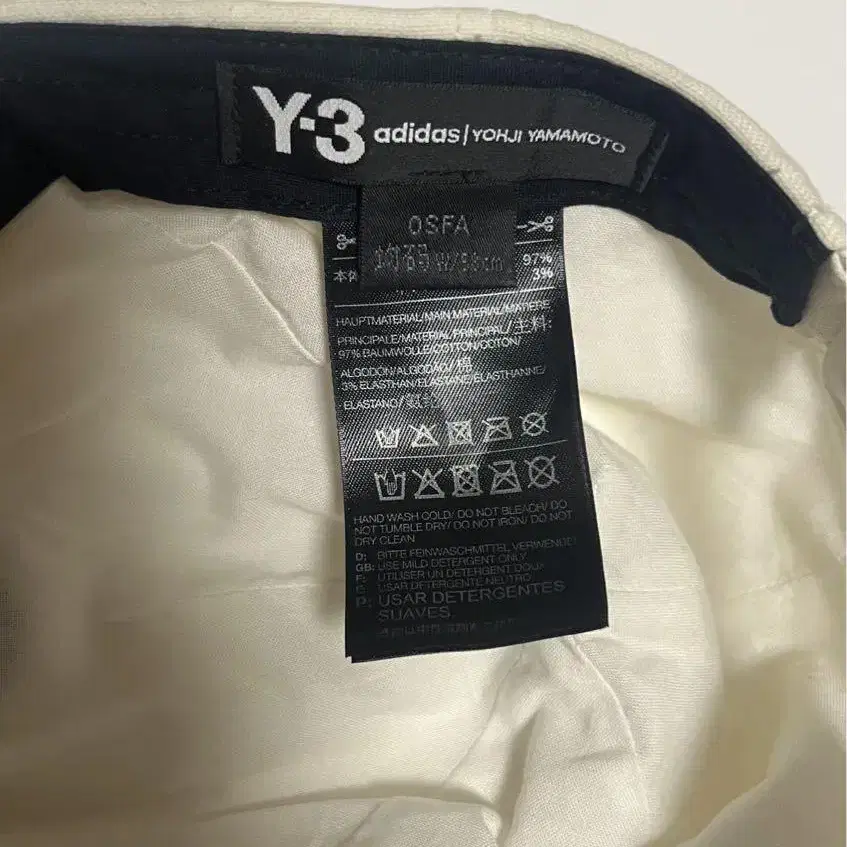 Y-3 adidas | YOHJI YAMAMOTO
OSFA
97%
3%
HAUPTMATERIAL/MAIN MATERIAL/MATIERE
PRINCIPALE/MATERIAL PRINCIPAL/主料:
97% BAUMWOLLE/COTTON/COTON/
ALGODON/ALGODÃO/棉
3% ELASTHAN/ELASTANE/ELASTHANNE/
ELASTANO/
HAND WASH COLD/ DO NOT BLEACH/ DO
NOT TUMBLE DRY/ DO NOT IRON/ DO NOT
DRY CLEAN
D: BITTE FEINWASCHMITTEL VERWENDEN
GB: USE MILD DETERGENT ONLY.
F: UTILISER UN DETERGENT DOUX
E: USAR DETERGENTE NEUTRO
P: USAR DETERGENTES
SUAVES.